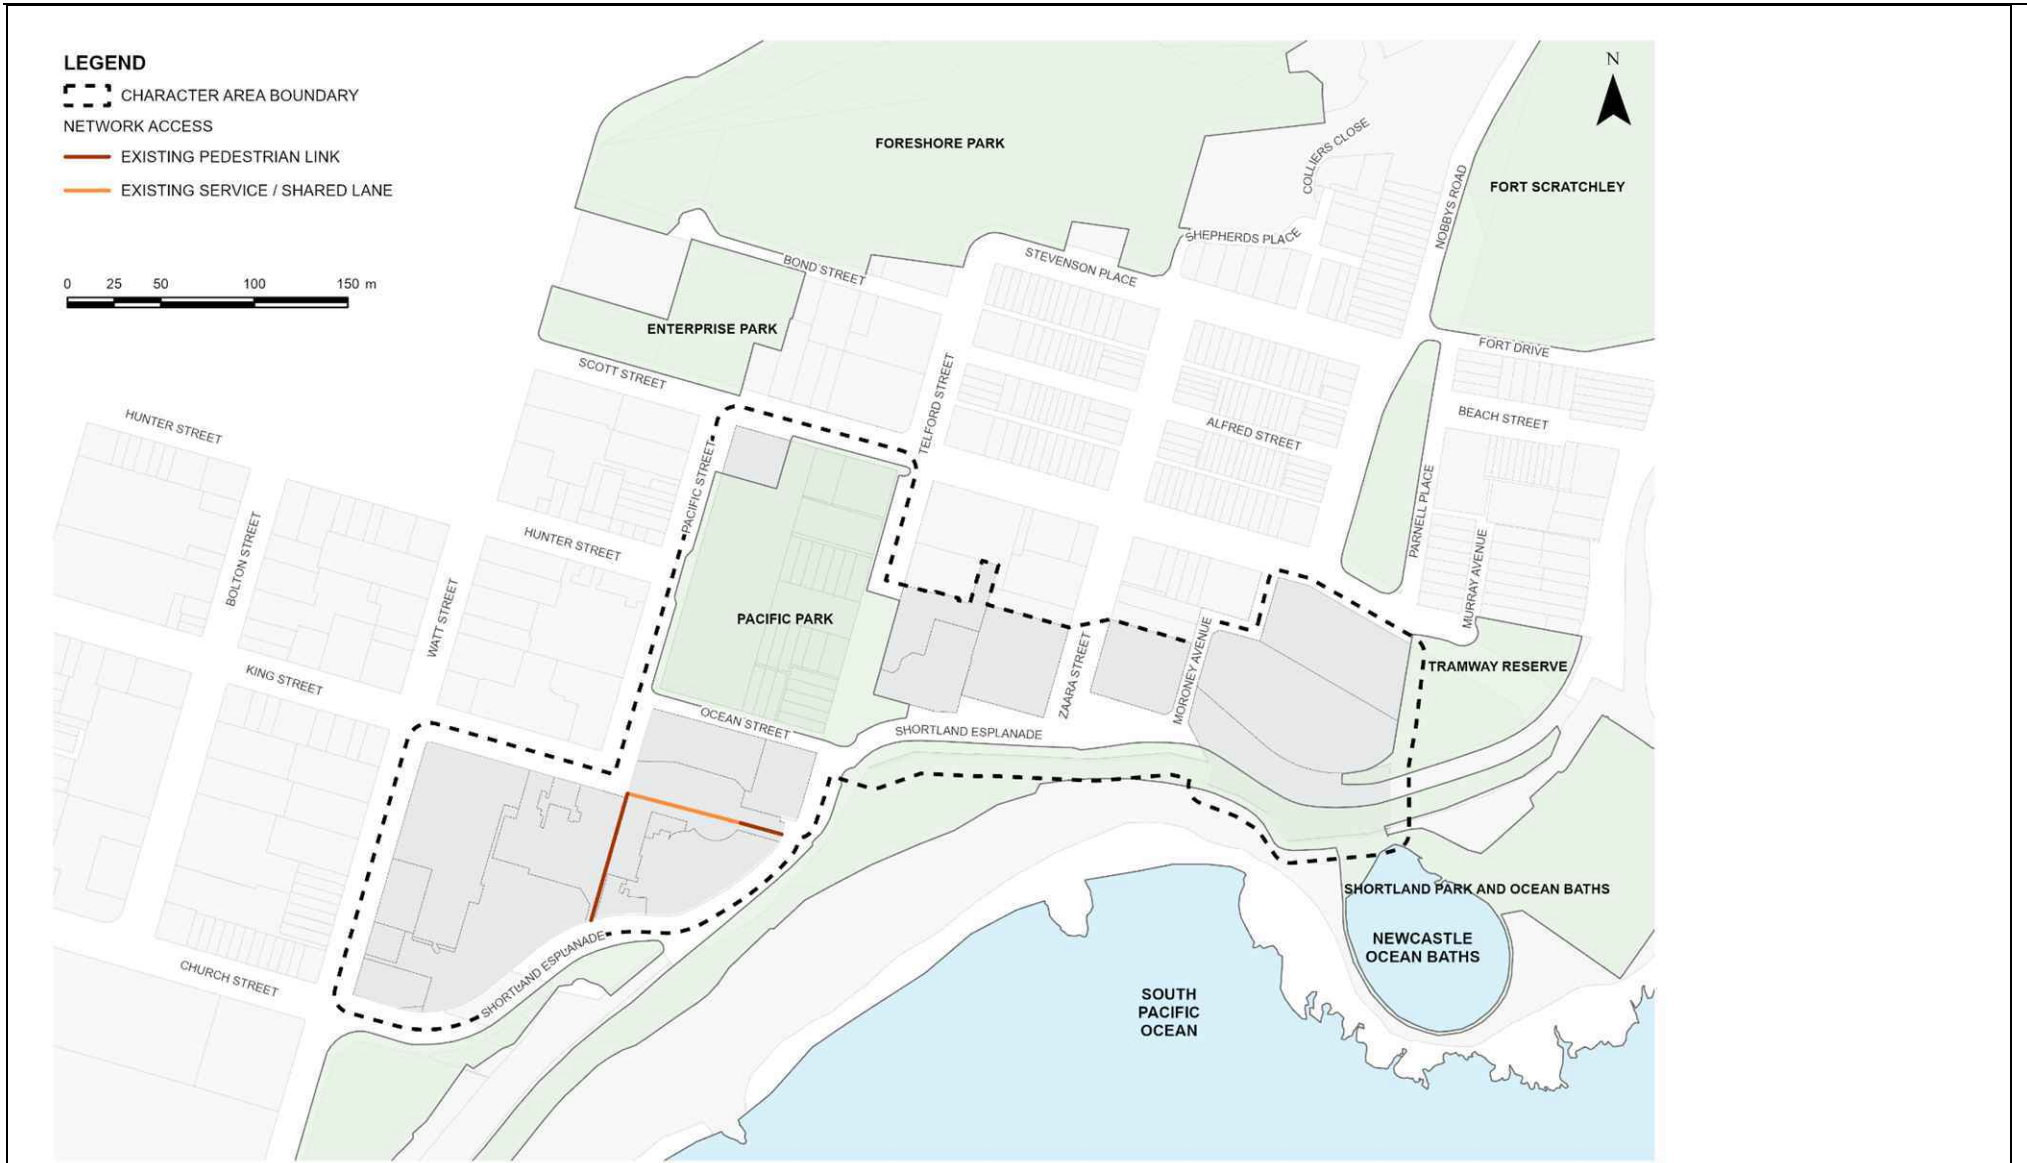 LEGEND
CHARACTER AREA BOUNDARY
NETWORK ACCESS
EXISTING PEDESTRIAN LINK
EXISTING SERVICE / SHARED LANE
0 25 50 100 150 m
N
FORESHORE PARK
COLLIERS CLOSE
NOBBYS ROAD
FORT SCRATCHLEY
SHEPHERDS PLACE
STEVENSON PLACE
BOND STREET
ENTERPRISE PARK
FORT DRIVE
SCOTT STREET
TELFORD STREET
BEACH STREET
HUNTER STREET
ALFRED STREET
PACIFIC STREET
PARNELL PLACE
HUNTER STREET
BOLTON STREET
MURRAY AVENUE
WATT STREET
PACIFIC PARK
ZAARA STREET
MORONEY AVENUE
TRAMWAY RESERVE
KING STREET
OCEAN STREET
SHORTLAND ESPLANADE
SHORTLAND PARK AND OCEAN BATHS
NEWCASTLE
OCEAN BATHS
SHORTLAND ESPLANADE
CHURCH STREET
SOUTH
PACIFIC
OCEAN